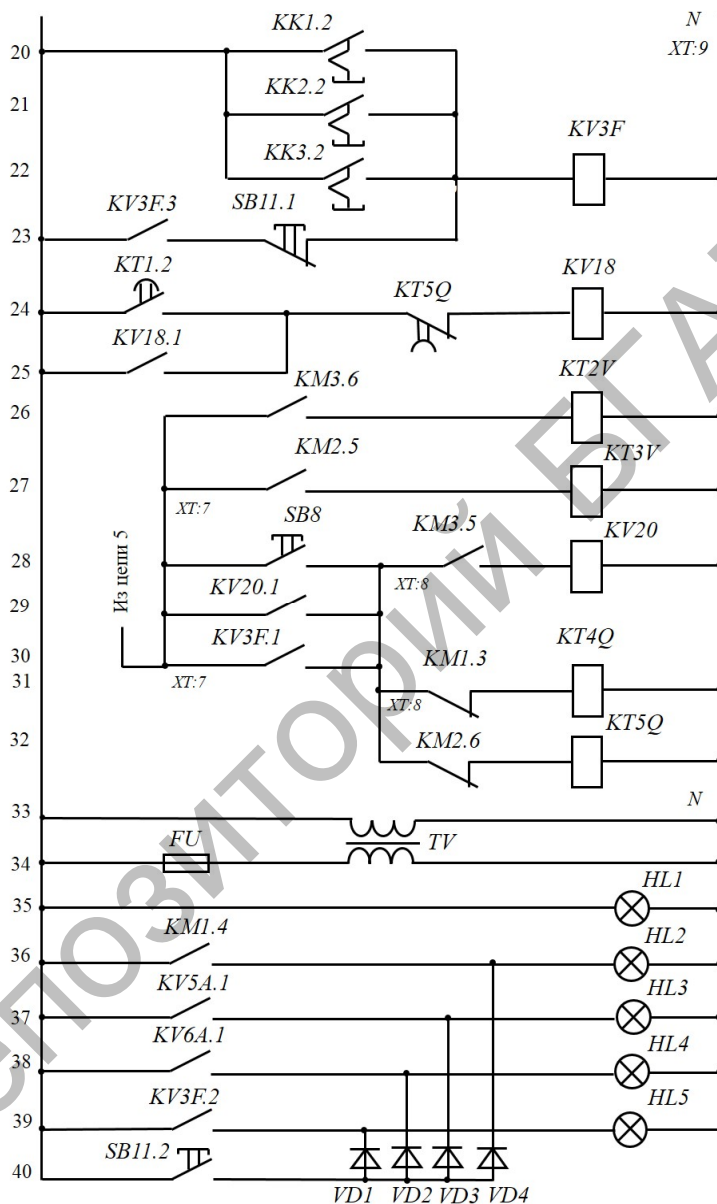 KK1.2
N
20
XT:9
KK2.2
21
KV3F
KK3.2
22
KV3F.3
SB11.1
23
KT1.2
KT5Q
KV18
24
KV18.1
25
KM3.6
KT2V
26
KM2.5
KT3V
27
XT:7
SB8
KM3.5
KV20
Из цепи 5
28
XT:8
KV20.1
29
KV3F.1
KM1.3
KT4Q
30
31
XT:7
XT:8
KM2.6
KT5Q
32
N
33
FU
TV
34
HL1
35
KM1.4
HL2
36
KV5A.1
HL3
37
KV6A.1
HL4
38
KV3F.2
HL5
39
SB11.2
40
VD1 VD2 VD3 VD4
епозиторий БГА